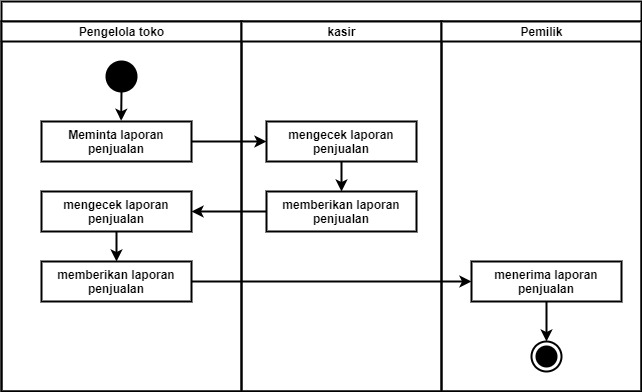 Pengelola toko
kasir
Pemilik
Meminta laporan
penjualan
mengecek laporan
penjualan
mengecek laporan
penjualan
memberikan laporan
penjualan
memberikan laporan
penjualan
menerima laporan
penjualan